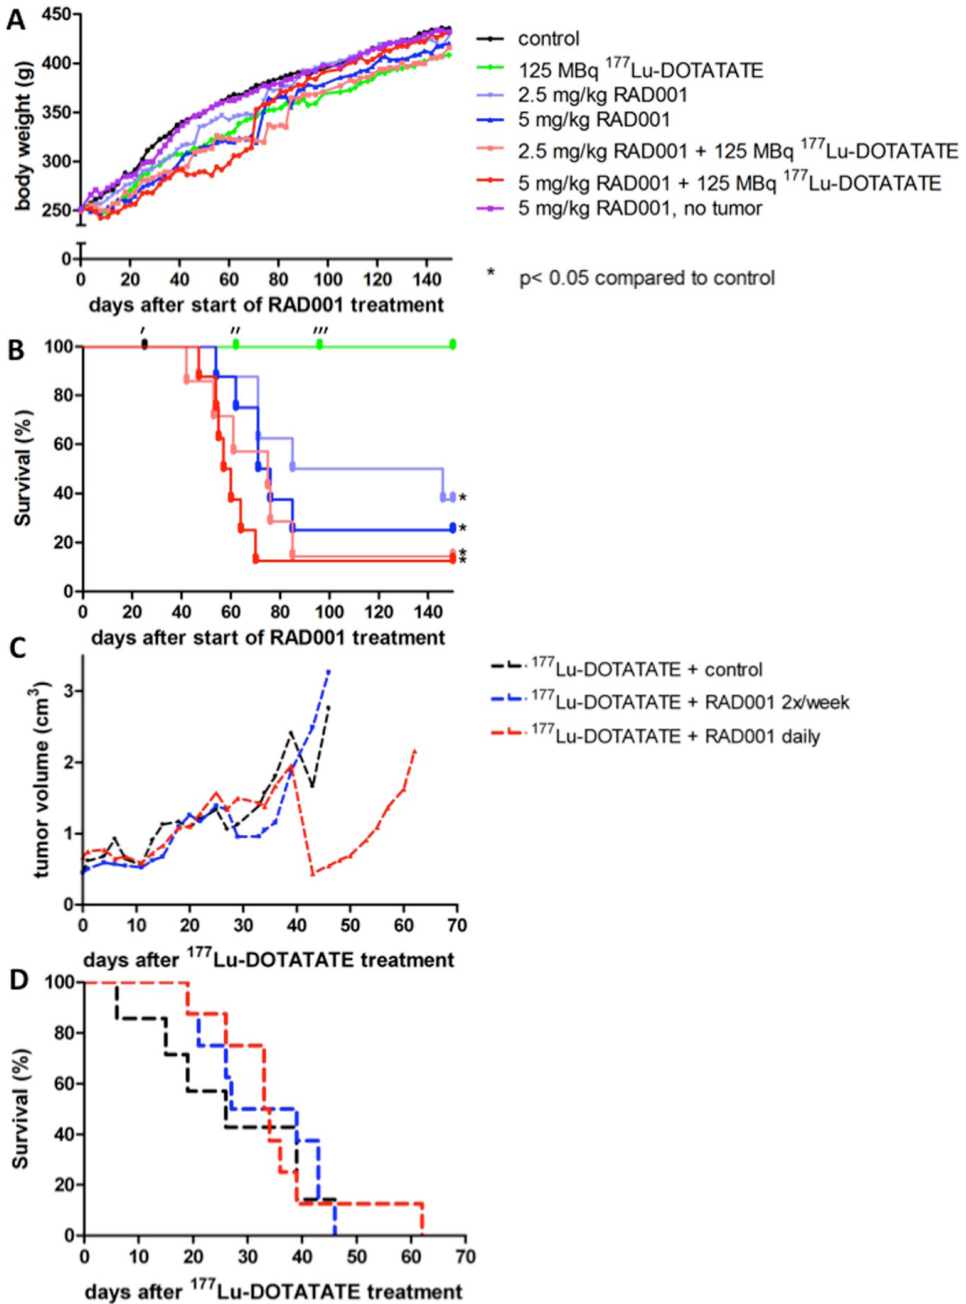 A
450
400
350
300
250
0
body weight (g)
0 20 40 60 80 100 120 140
days after start of RAD001 treatment
control
125 MBq ¹⁷⁷Lu-DOTATATE
2.5 mg/kg RAD001
5 mg/kg RAD001
2.5 mg/kg RAD001 + 125 MBq ¹⁷⁷Lu-DOTATATE
5 mg/kg RAD001 + 125 MBq ¹⁷⁷Lu-DOTATATE
5 mg/kg RAD001, no tumor
* p< 0.05 compared to control
B
' '' '''
100
80
60
40
20
0
Survival (%)
*
*
*
*
0 20 40 60 80 100 120 140
days after start of RAD001 treatment
C
3
2
1
0
tumor volume (cm³)
0 10 20 30 40 50 60 70
days after ¹⁷⁷Lu-DOTATATE treatment
¹⁷⁷Lu-DOTATATE + control
¹⁷⁷Lu-DOTATATE + RAD001 2x/week
¹⁷⁷Lu-DOTATATE + RAD001 daily
D
100
80
60
40
20
0
Survival (%)
0 10 20 30 40 50 60 70
days after ¹⁷⁷Lu-DOTATATE treatment